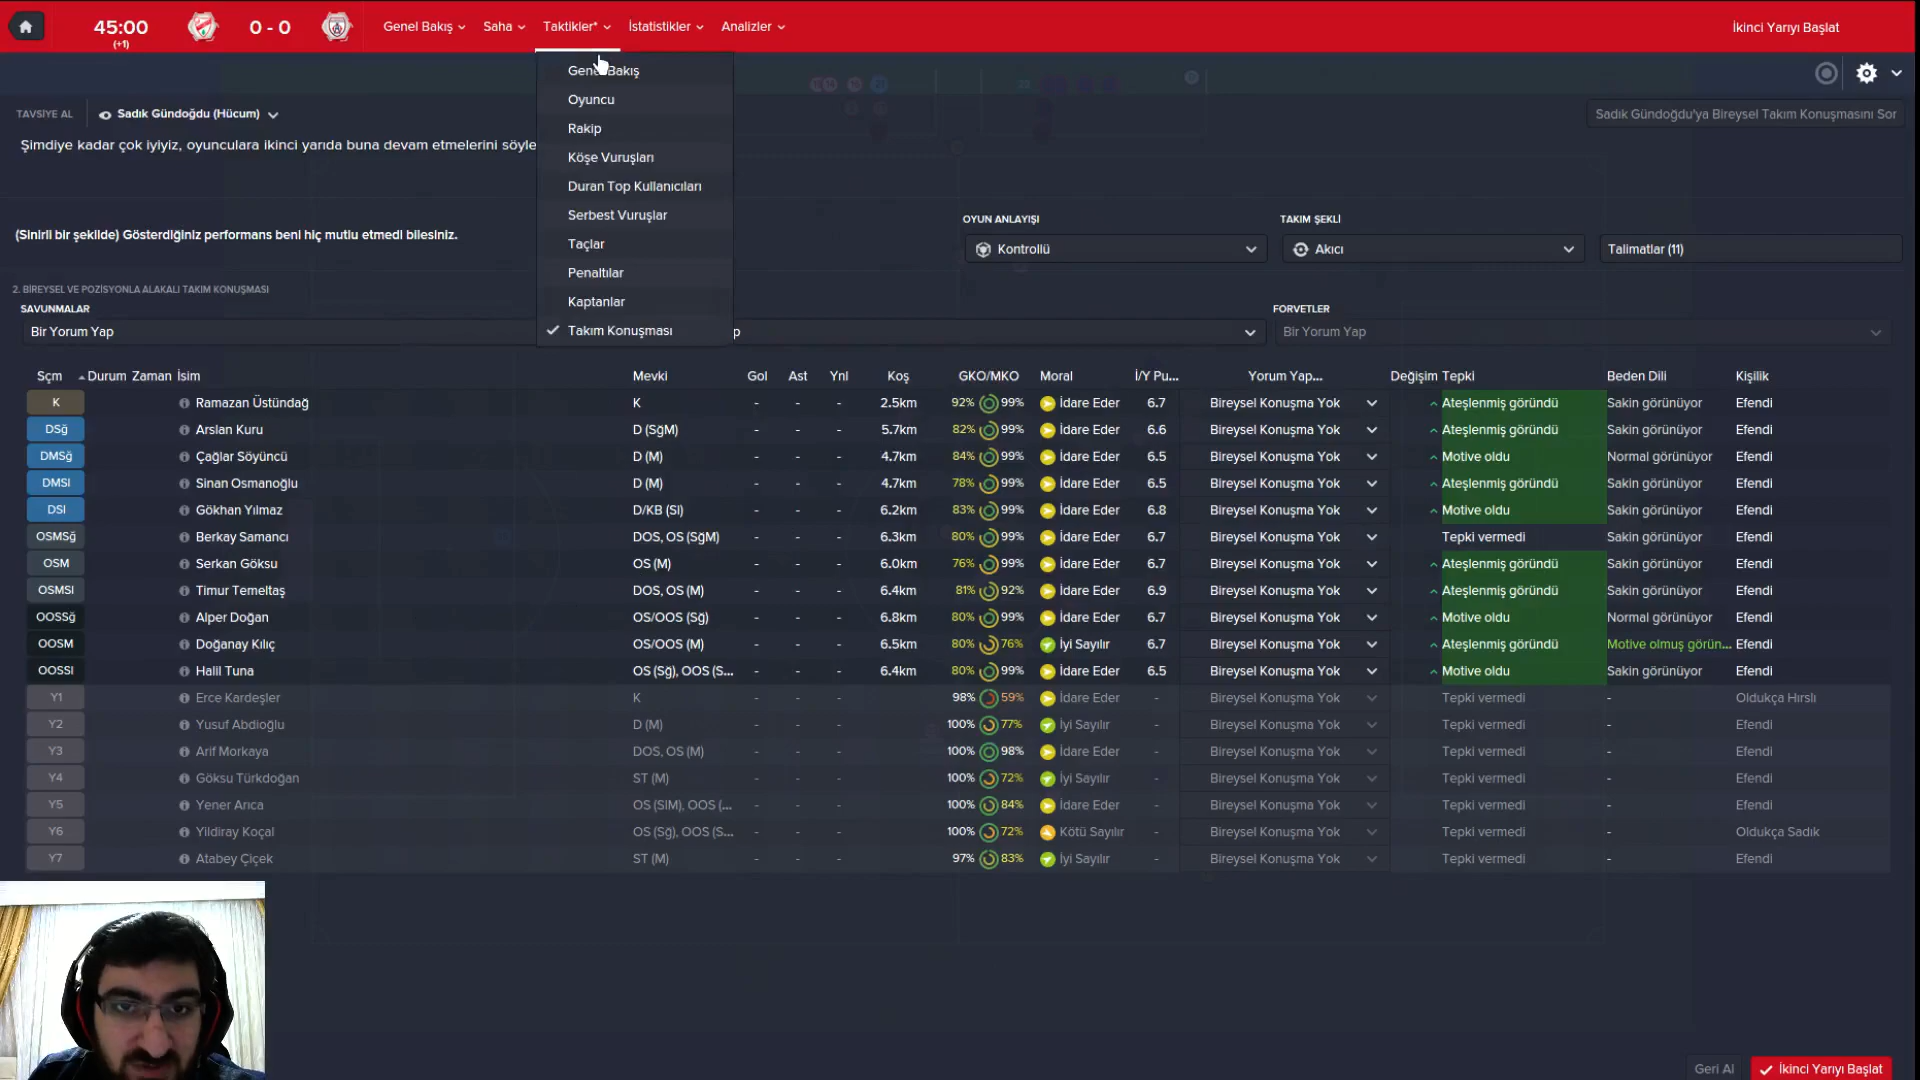 45:00 0 - 0 Genel Bakış Saha Taktikler* İstatistikler Analizler İkinci Yarıyı Başlat
(+1)
Genel Bakış
Oyuncu
Rakip
Köşe Vuruşları
Duran Top Kullanıcıları
Serbest Vuruşlar
Taçlar
Penaltılar
Kaptanlar
Takım Konuşması
TAVSİYE AL Sadık Gündoğdu (Hücum) Sadık Gündoğdu'ya Bireysel Takım Konuşmasını Sor
Şimdiye kadar çok iyiyiz, oyunculara ikinci yarıda buna devam etmelerini söyle
OYUN ANLAYIŞI TAKIM ŞEKLİ
(Sinirli bir şekilde) Gösterdiğiniz performans beni hiç mutlu etmedi bilesiniz.
Kontrollü Akıcı Talimatlar (11)
2. BİREYSEL VE POZİSYONLA ALAKALI TAKIM KONUŞMASI
SAVUNMALAR FORVETLER
Bir Yorum Yap p Bir Yorum Yap
Sçm Durum Zaman İsim Mevki Gol Ast Ynl Koş GKO/MKO Moral İ/Y Pu... Yorum Yap... Değişim Tepki Beden Dili Kişilik
K Ramazan Üstündağ K - - - 2.5km 92% 99% İdare Eder 6.7 Bireysel Konuşma Yok Ateşlenmiş göründü Sakin görünüyor Efendi
DSğ Arslan Kuru D (SğM) - - - 5.7km 82% 99% İdare Eder 6.6 Bireysel Konuşma Yok Ateşlenmiş göründü Sakin görünüyor Efendi
DMSğ Çağlar Söyüncü D (M) - - - 4.7km 84% 99% İdare Eder 6.5 Bireysel Konuşma Yok Motive oldu Normal görünüyor Efendi
DMSl Sinan Osmanoğlu D (M) - - - 4.7km 78% 99% İdare Eder 6.5 Bireysel Konuşma Yok Ateşlenmiş göründü Sakin görünüyor Efendi
DSl Gökhan Yılmaz D/KB (Sl) - - - 6.2km 83% 99% İdare Eder 6.8 Bireysel Konuşma Yok Motive oldu Sakin görünüyor Efendi
OSMSğ Berkay Samancı DOS, OS (SğM) - - - 6.3km 80% 99% İdare Eder 6.7 Bireysel Konuşma Yok Tepki vermedi Sakin görünüyor Efendi
OSM Serkan Göksu OS (M) - - - 6.0km 76% 99% İdare Eder 6.7 Bireysel Konuşma Yok Ateşlenmiş göründü Sakin görünüyor Efendi
OSMSl Timur Temeltaş DOS, OS (M) - - - 6.4km 81% 92% İdare Eder 6.9 Bireysel Konuşma Yok Ateşlenmiş göründü Sakin görünüyor Efendi
OOSSğ Alper Doğan OS/OOS (Sğ) - - - 6.8km 80% 99% İdare Eder 6.7 Bireysel Konuşma Yok Motive oldu Normal görünüyor Efendi
OOSM Doğanay Kılıç OS/OOS (M) - - - 6.5km 80% 76% İyi Sayılır 6.7 Bireysel Konuşma Yok Ateşlenmiş göründü Motive olmuş görün... Efendi
OOSSl Halil Tuna OS (Sğ), OOS (S... - - - 6.4km 80% 99% İdare Eder 6.5 Bireysel Konuşma Yok Motive oldu Sakin görünüyor Efendi
Y1 Erce Kardeşler K - - - 98% 59% İdare Eder - Bireysel Konuşma Yok Tepki vermedi - Oldukça Hırslı
Y2 Yusuf Abdioğlu D (M) - - - 100% 77% İyi Sayılır - Bireysel Konuşma Yok Tepki vermedi - Efendi
Y3 Arif Morkaya DOS, OS (M) - - - 100% 98% İdare Eder - Bireysel Konuşma Yok Tepki vermedi - Efendi
Y4 Göksu Türkdoğan ST (M) - - - 100% 72% İyi Sayılır - Bireysel Konuşma Yok Tepki vermedi - Efendi
Y5 Yener Arıca OS (SlM), OOS (... - - - 100% 84% İdare Eder - Bireysel Konuşma Yok Tepki vermedi - Efendi
Y6 Yildiray Koçal OS (Sğ), OOS (S... - - - 100% 72% Kötü Sayılır - Bireysel Konuşma Yok Tepki vermedi - Oldukça Sadık
Y7 Atabey Çiçek ST (M) - - - 97% 83% İyi Sayılır - Bireysel Konuşma Yok Tepki vermedi - Efendi
Geri Al İkinci Yarıyı Başlat